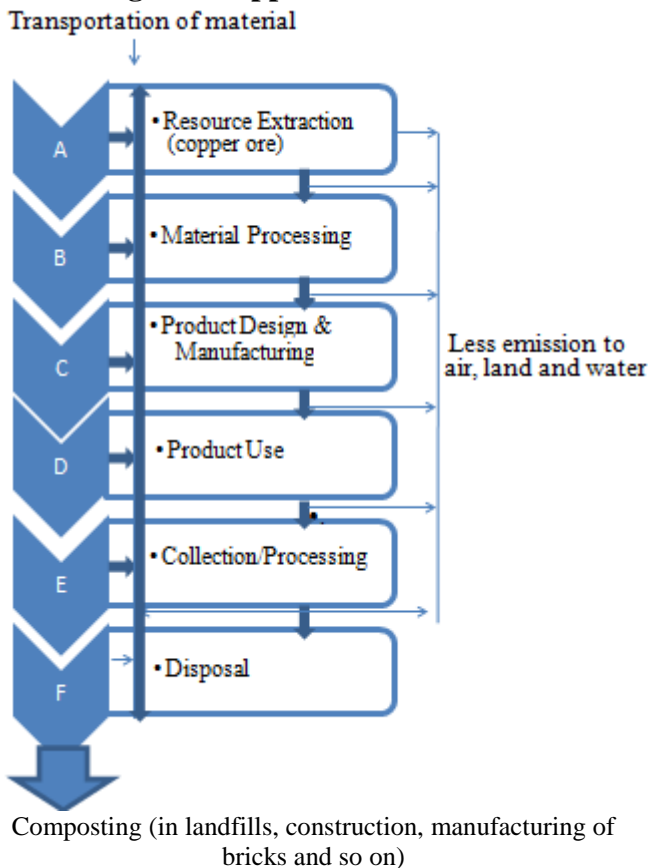 Transportation of material
A
• Resource Extraction
(copper ore)
B
• Material Processing
C
• Product Design &
Manufacturing
Less emission to
air, land and water
D
• Product Use
•.
E
• Collection/Processing
F
• Disposal
Composting (in landfills, construction, manufacturing of
bricks and so on)